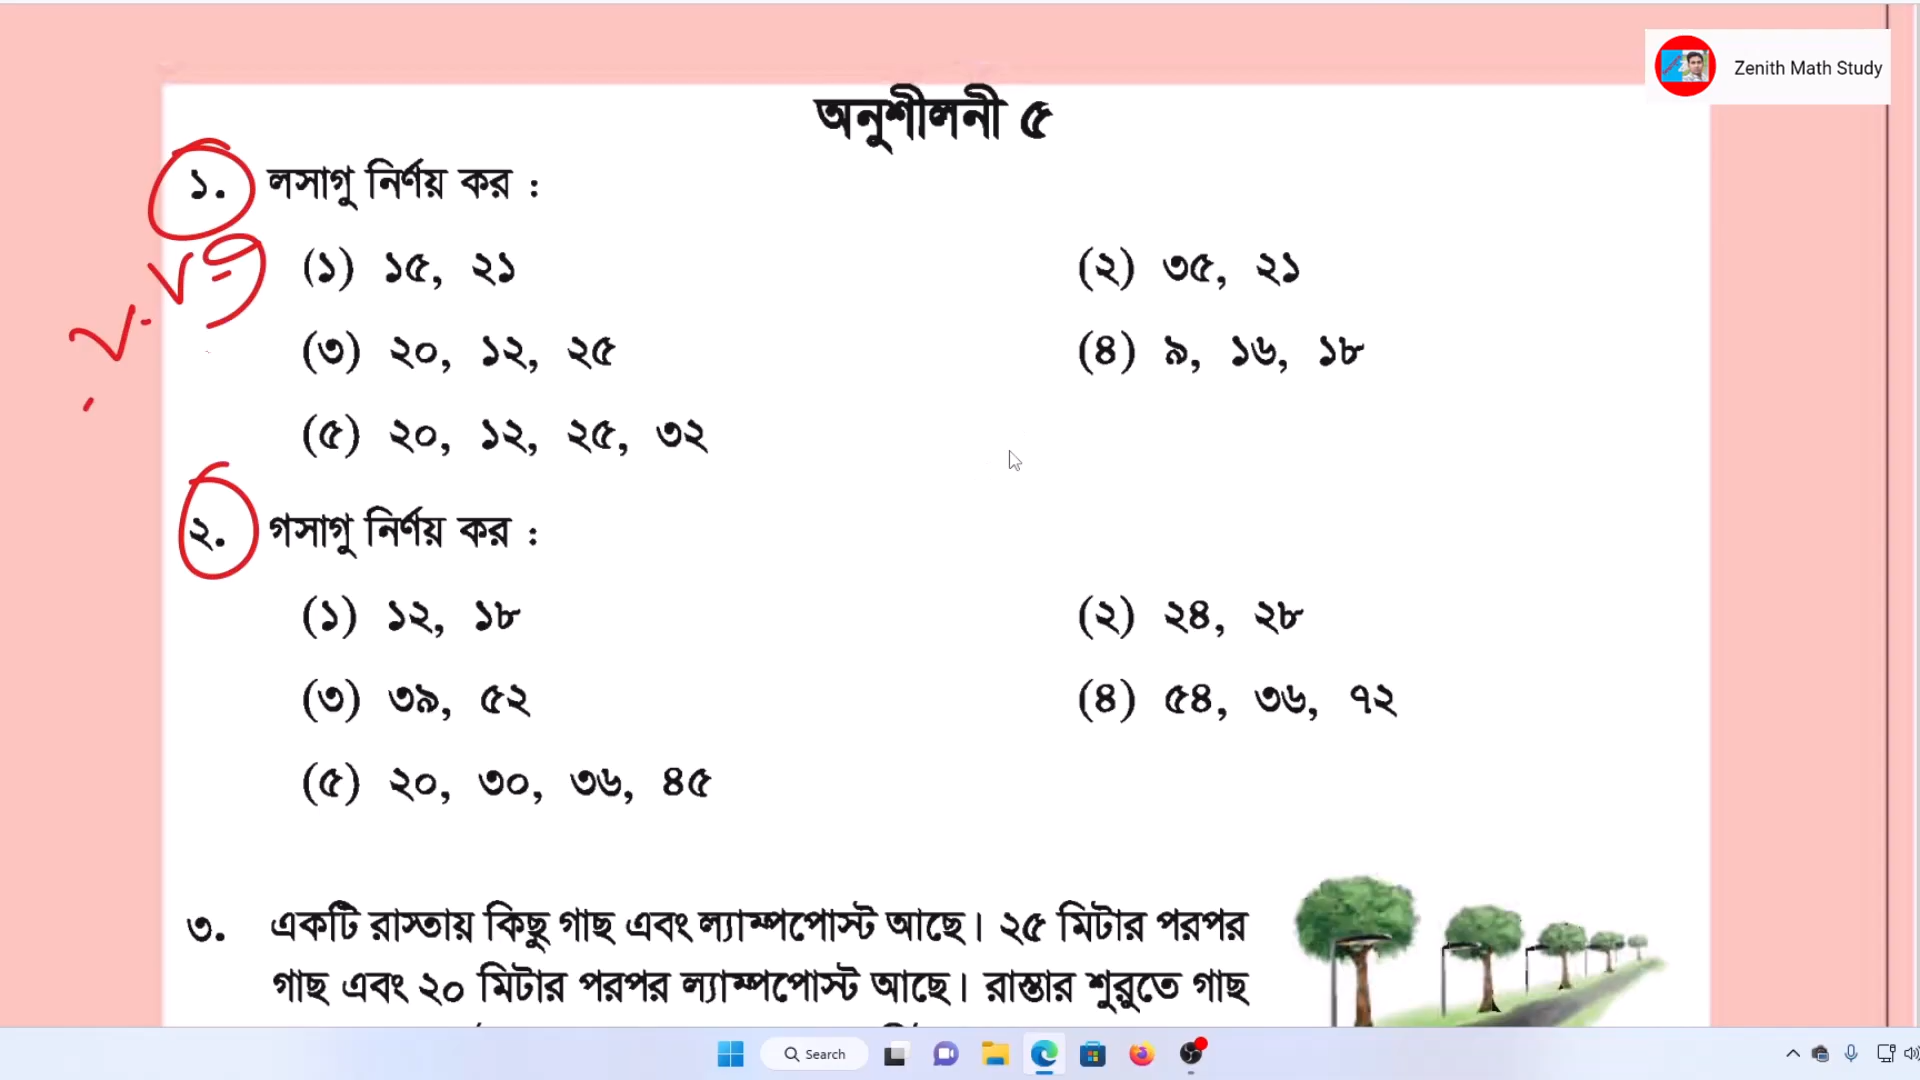 Zenith Math Study
অনুশীলনী ৫
১. লসাগু নির্ণয় কর :
(১) ১৫, ২১ (২) ৩৫, ২১
(৩) ২০, ১২, ২৫ (৪) ৯, ১৬, ১৮
(৫) ২০, ১২, ২৫, ৩২
২. গসাগু নির্ণয় কর :
(১) ১২, ১৮ (২) ২৪, ২৮
(৩) ৩৯, ৫২ (৪) ৫৪, ৩৬, ৭২
(৫) ২০, ৩০, ৩৬, ৪৫
৩. একটি রাস্তায় কিছু গাছ এবং ল্যাম্পপোস্ট আছে। ২৫ মিটার পরপর
গাছ এবং ২০ মিটার পরপর ল্যাম্পপোস্ট আছে। রাস্তার শুরুতে গাছ
Search